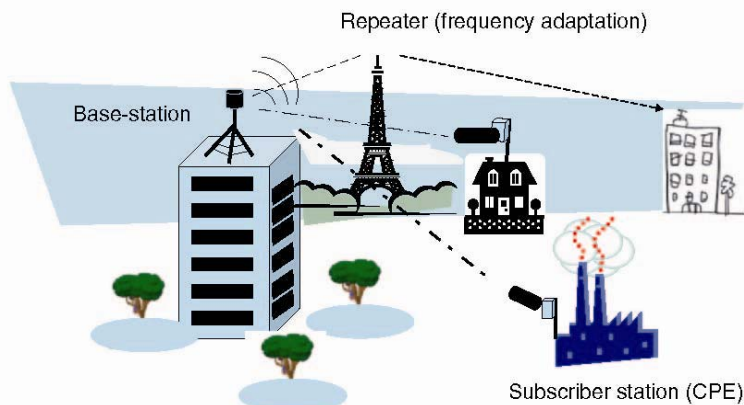 Repeater (frequency adaptation)
Base-station
Subscriber station (CPE)